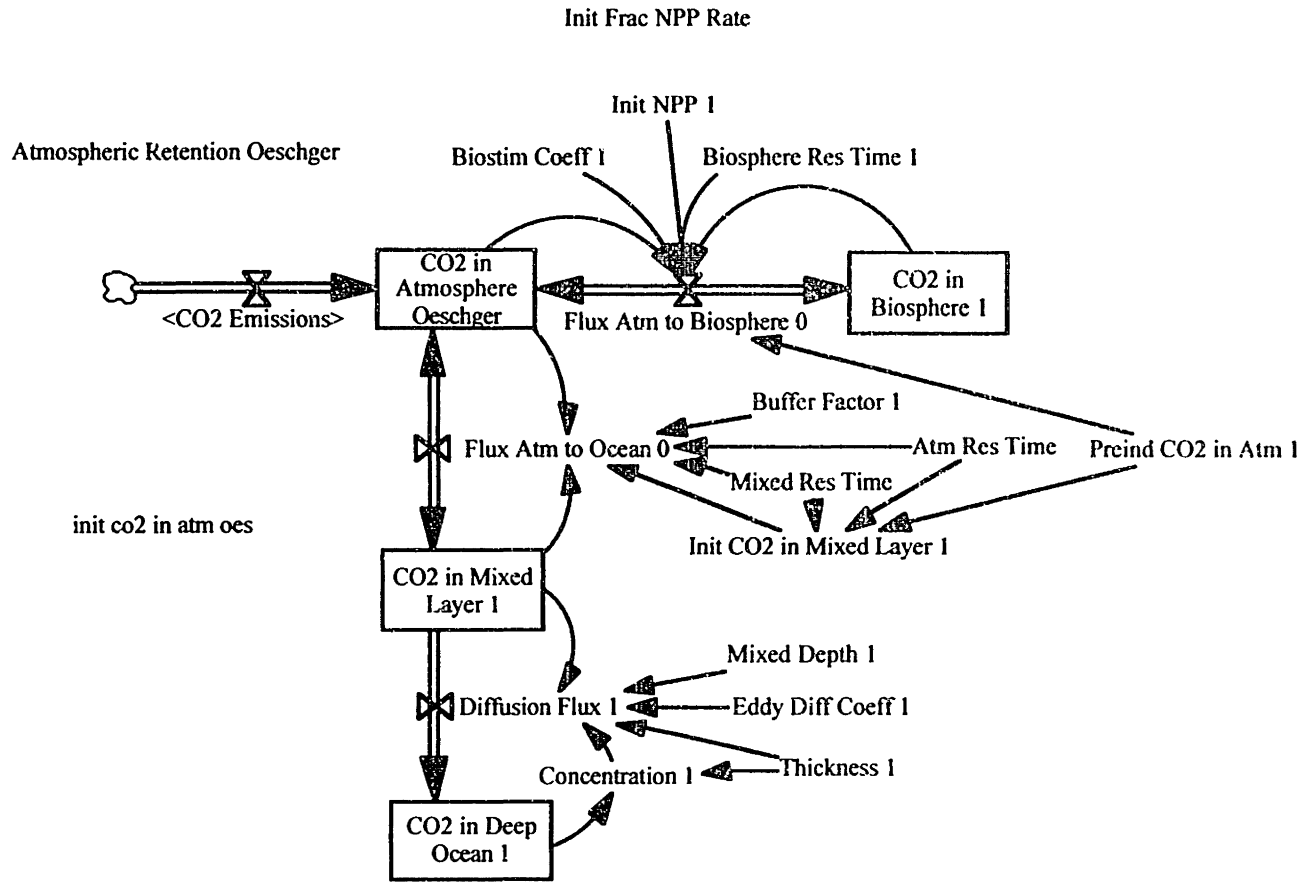 Init Frac NPP Rate
Init NPP 1
Atmospheric Retention Oeschger
Biostim Coeff 1
Biosphere Res Time 1
CO2 in
Atmosphere
Oeschger
CO2 in
Biosphere 1
<CO2 Emissions>
Flux Atm to Biosphere 0
Buffer Factor 1
Flux Atm to Ocean 0
Atm Res Time
Preind CO2 in Atm 1
Mixed Res Time
init co2 in atm oes
Init CO2 in Mixed Layer 1
CO2 in Mixed
Layer 1
Mixed Depth 1
Diffusion Flux 1
Eddy Diff Coeff 1
Concentration 1
Thickness 1
CO2 in Deep
Ocean 1